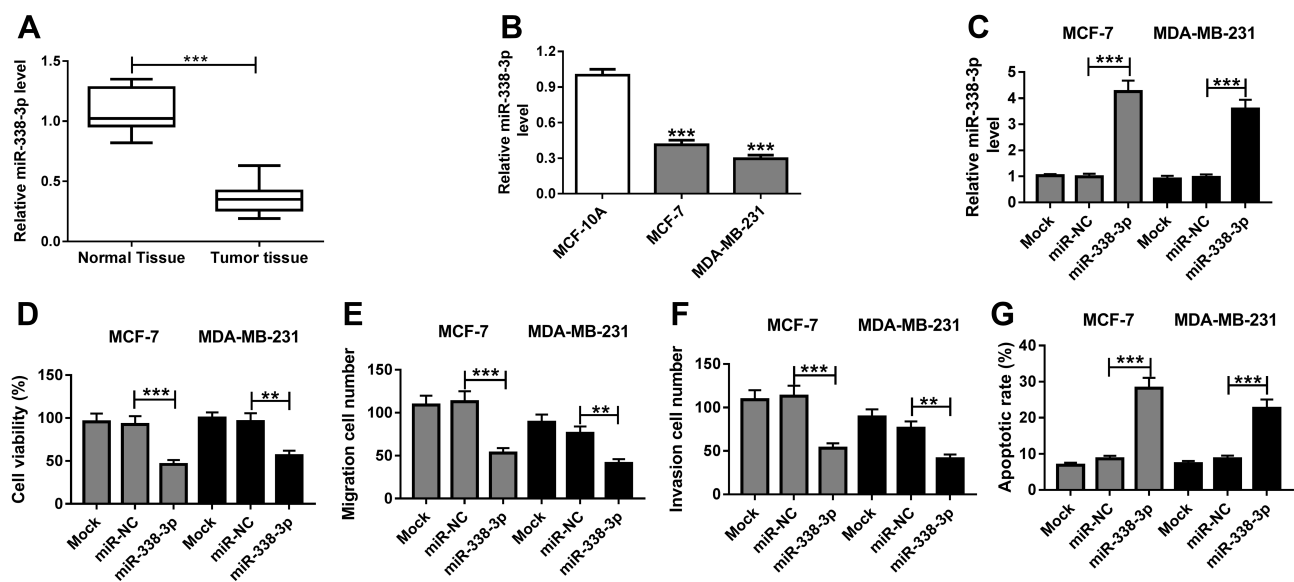 A
Relative miR-338-3p level
1.5
1.0
0.5
0.0
***
Normal Tissue
Tumor tissue
B
Relative miR-338-3p
level
1.2
0.9
0.6
0.3
0.0
***
***
MCF-10A
MCF-7
MDA-MB-231
C
MCF-7
MDA-MB-231
Relative miR-338-3p
level
5
4
3
2
1
0
***
***
Mock
miR-NC
miR-338-3p
Mock
miR-NC
miR-338-3p
D
MCF-7
MDA-MB-231
Cell viability (%)
150
100
50
0
***
**
Mock
miR-NC
miR-338-3p
Mock
miR-NC
miR-338-3p
E
MCF-7
MDA-MB-231
Migration cell number
150
100
50
0
***
**
Mock
miR-NC
miR-338-3p
Mock
miR-NC
miR-338-3p
F
MCF-7
MDA-MB-231
Invasion cell number
150
100
50
0
***
**
Mock
miR-NC
miR-338-3p
Mock
miR-NC
miR-338-3p
G
MCF-7
MDA-MB-231
Apoptotic rate (%)
40
30
20
10
0
***
***
Mock
miR-NC
miR-338-3p
Mock
miR-NC
miR-338-3p